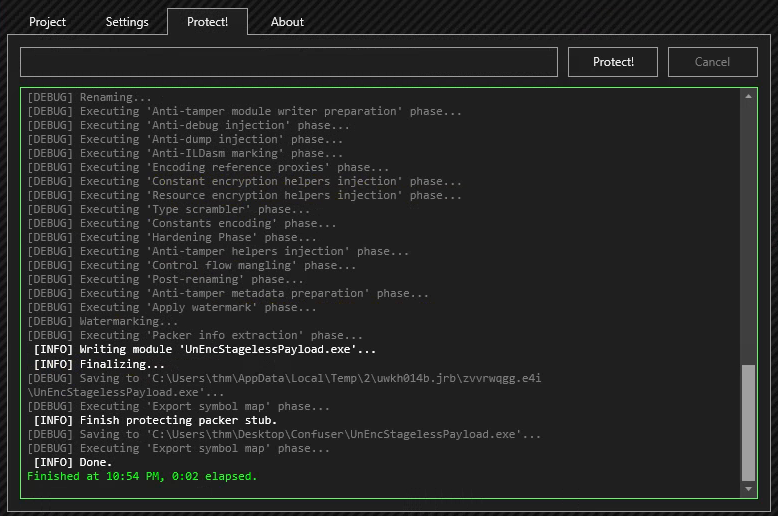 Project Settings Protect! About
Protect! Cancel
[DEBUG] Renaming...
[DEBUG] Executing 'Anti-tamper module writer preparation' phase...
[DEBUG] Executing 'Anti-debug injection' phase...
[DEBUG] Executing 'Anti-dump injection' phase...
[DEBUG] Executing 'Anti-ILDasm marking' phase...
[DEBUG] Executing 'Encoding reference proxies' phase...
[DEBUG] Executing 'Constant encryption helpers injection' phase...
[DEBUG] Executing 'Resource encryption helpers injection' phase...
[DEBUG] Executing 'Type scrambler' phase...
[DEBUG] Executing 'Constants encoding' phase...
[DEBUG] Executing 'Hardening Phase' phase...
[DEBUG] Executing 'Anti-tamper helpers injection' phase...
[DEBUG] Executing 'Control flow mangling' phase...
[DEBUG] Executing 'Post-renaming' phase...
[DEBUG] Executing 'Anti-tamper metadata preparation' phase...
[DEBUG] Executing 'Apply watermark' phase...
[DEBUG] Watermarking...
[DEBUG] Executing 'Packer info extraction' phase...
[INFO] Writing module 'UnEncStagelessPayload.exe'...
[INFO] Finalizing...
[DEBUG] Saving to 'C:\Users\thm\AppData\Local\Temp\2\uwkh014b.jrb\zvvrwqgg.e4i
\UnEncStagelessPayload.exe'...
[DEBUG] Executing 'Export symbol map' phase...
[INFO] Finish protecting packer stub.
[DEBUG] Saving to 'C:\Users\thm\Desktop\Confuser\UnEncStagelessPayload.exe'...
[DEBUG] Executing 'Export symbol map' phase...
[INFO] Done.
Finished at 10:54 PM, 0:02 elapsed.